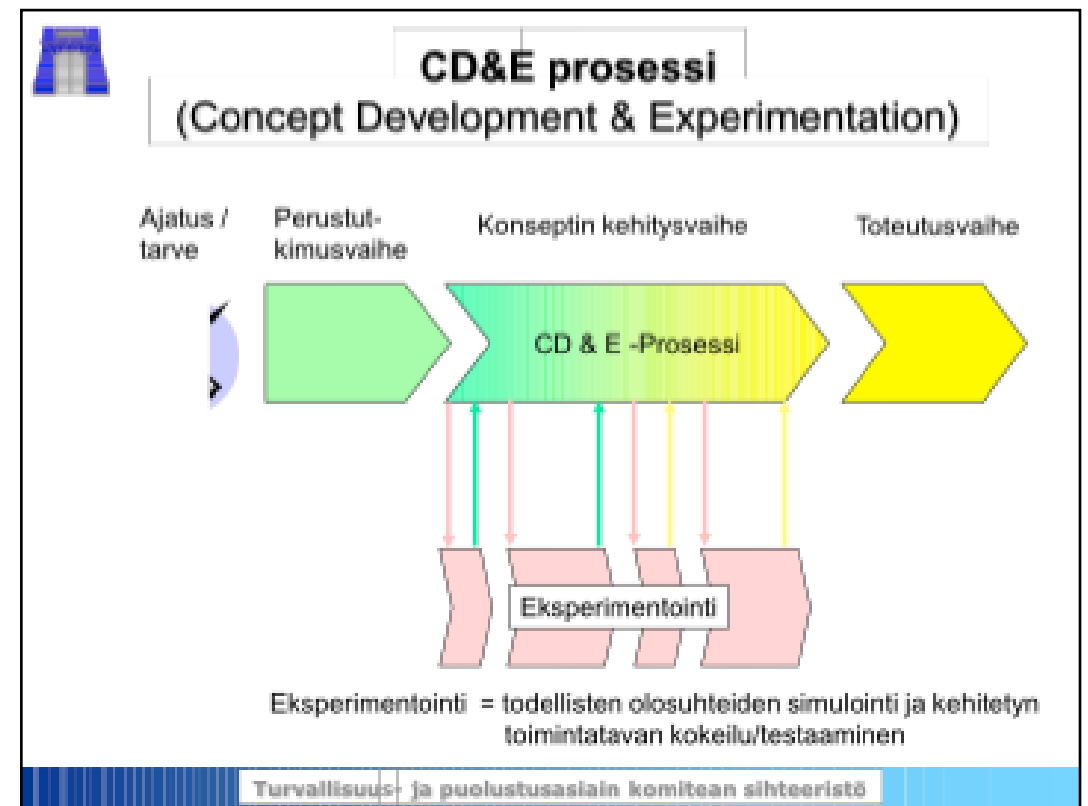 CD&E prosessi
(Concept Development & Experimentation)
Ajatus /
tarve
Perustut-
kimusvaihe
Konseptin kehitysvaihe
Toteutusvaihe
CD & E -Prosessi
Eksperimentointi
Eksperimentointi = todellisten olosuhteiden simulointi ja kehitetyn
toimintatavan kokeilu/testaaminen
Turvallisuus- ja puolustusasiain komitean sihteeristö